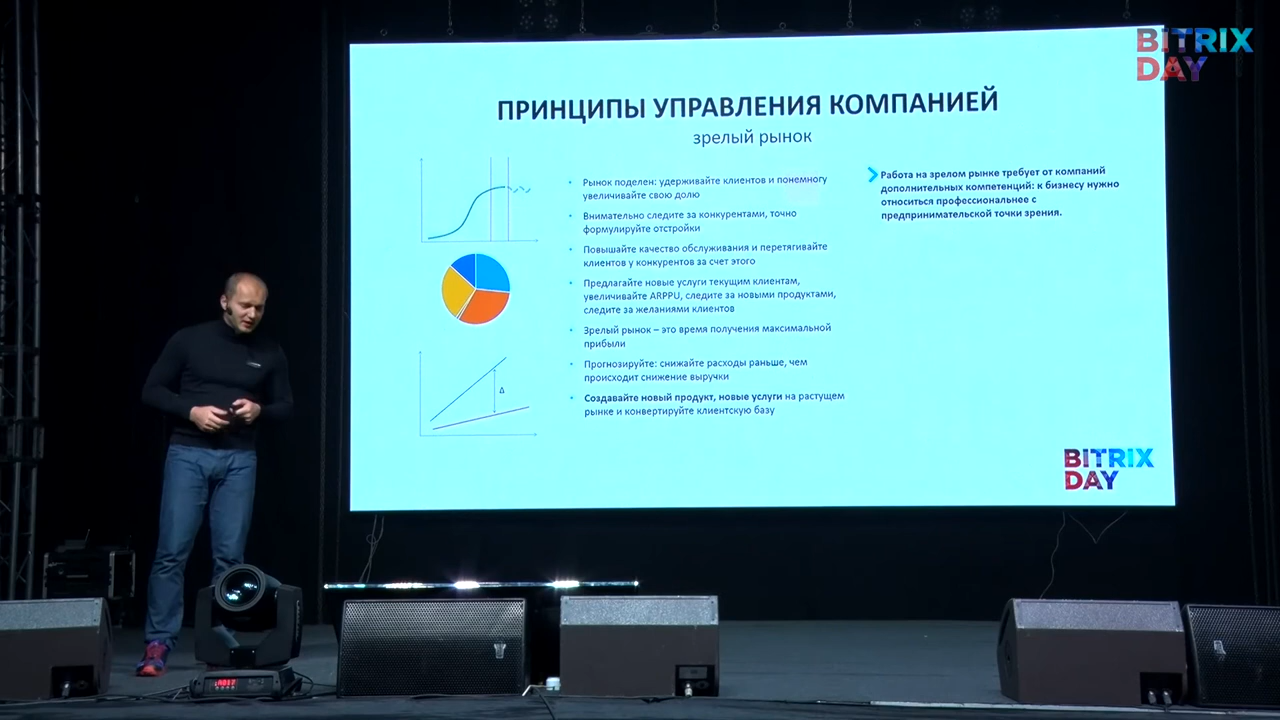 BITRIX
DAY
ПРИНЦИПЫ УПРАВЛЕНИЯ КОМПАНИЕЙ
зрелый рынок
• Рынок поделен: удерживайте клиентов и понемногу
увеличивайте свою долю
• Внимательно следите за конкурентами, точно
формулируйте отстройки
• Повышайте качество обслуживания и перетягивайте
клиентов у конкурентов за счет этого
• Предлагайте новые услуги текущим клиентам,
увеличивайте ARPPU, следите за новыми продуктами,
следите за желаниями клиентов
• Зрелый рынок – это время получения максимальной
прибыли
• Прогнозируйте: снижайте расходы раньше, чем
происходит снижение выручки
• Создавайте новый продукт, новые услуги на растущем
рынке и конвертируйте клиентскую базу
Δ
Работа на зрелом рынке требует от компаний
дополнительных компетенций: к бизнесу нужно
относиться профессиональнее с
предпринимательской точки зрения.
BITRIX
DAY